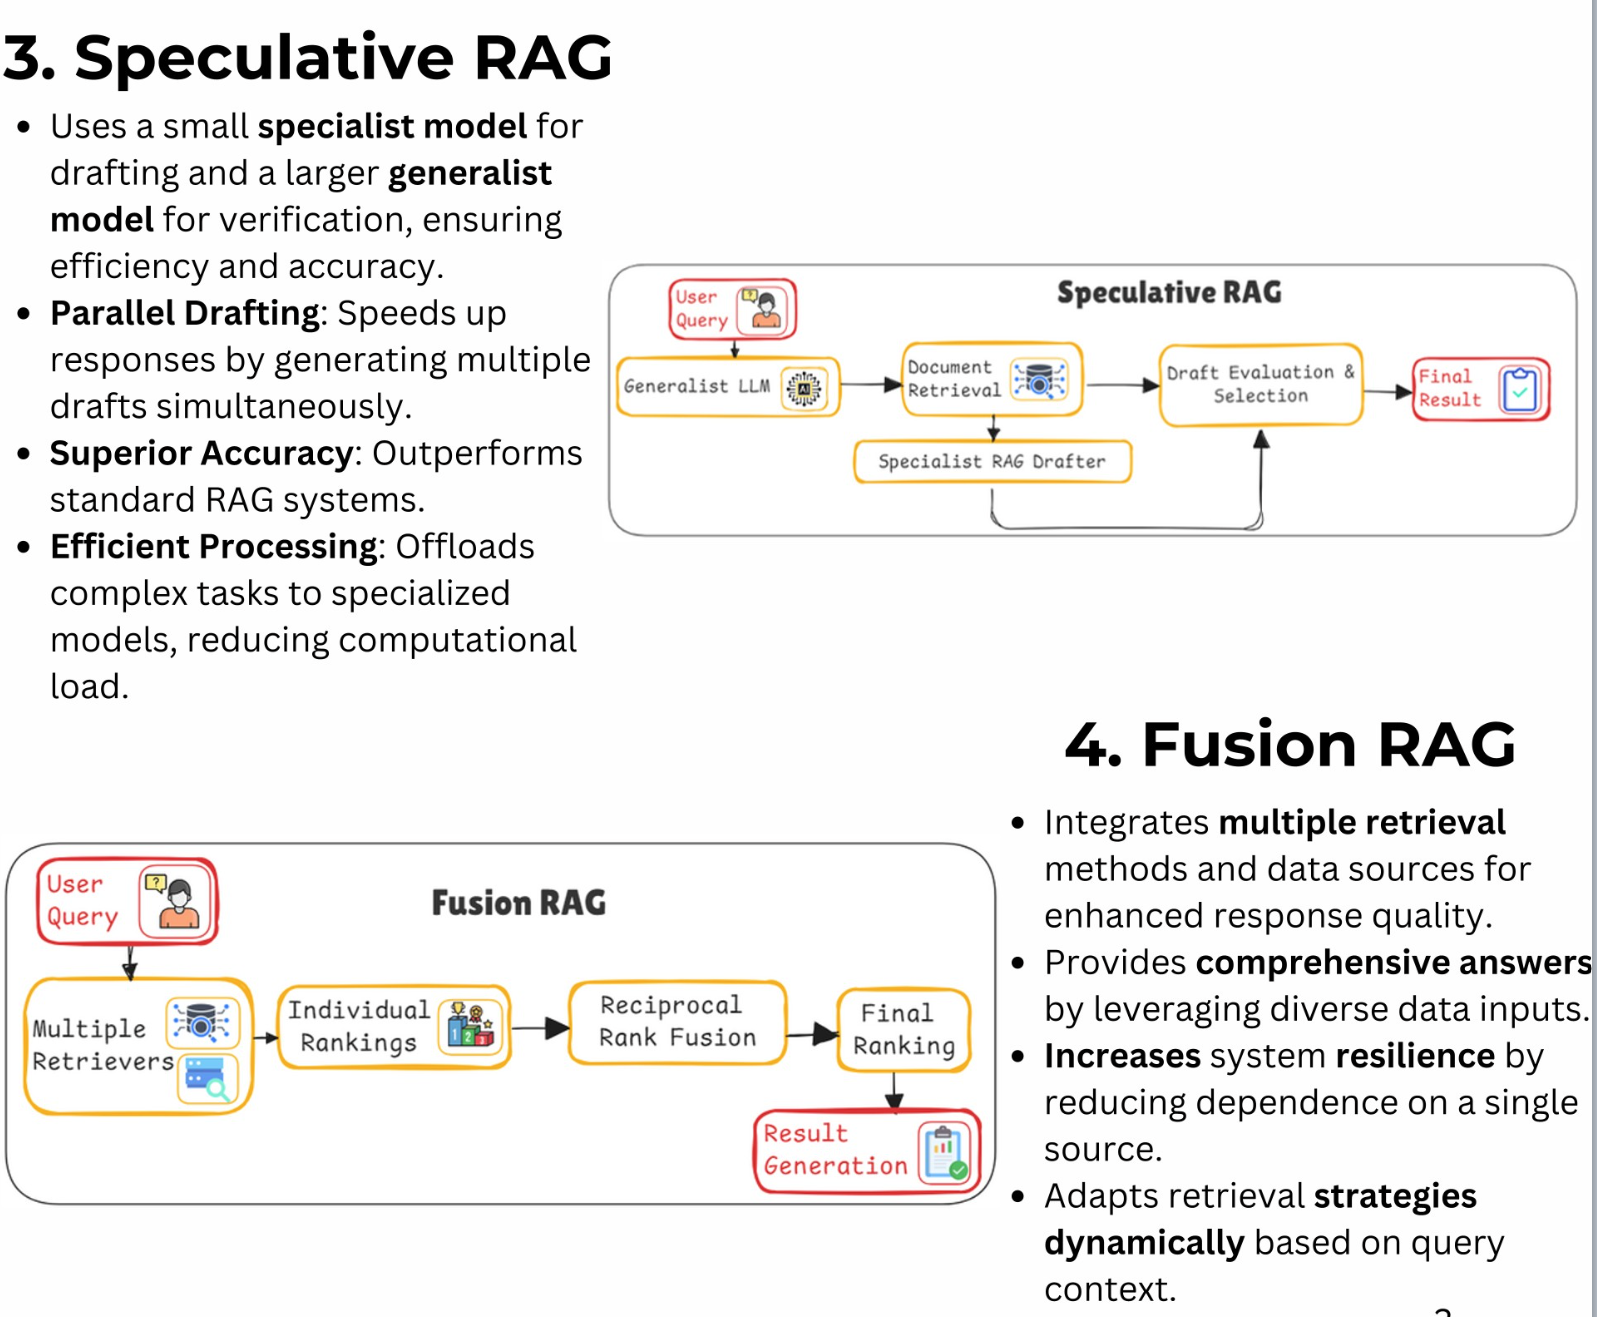 3. Speculative RAG
• Uses a small specialist model for
drafting and a larger generalist
model for verification, ensuring
efficiency and accuracy.
• Parallel Drafting: Speeds up
responses by generating multiple
drafts simultaneously.
• Superior Accuracy: Outperforms
standard RAG systems.
• Efficient Processing: Offloads
complex tasks to specialized
models, reducing computational
load.
Speculative RAG
User
Query
?
Generalist LLM
AI
Document
Retrieval
Specialist RAG Drafter
Draft Evaluation &
Selection
Final
Result
4. Fusion RAG
• Integrates multiple retrieval
methods and data sources for
enhanced response quality.
• Provides comprehensive answers
by leveraging diverse data inputs.
• Increases system resilience by
reducing dependence on a single
source.
• Adapts retrieval strategies
dynamically based on query
context.
Fusion RAG
User
Query
?
Multiple
Retrievers
Individual
Rankings
1 2 3
Reciprocal
Rank Fusion
Final
Ranking
Result
Generation